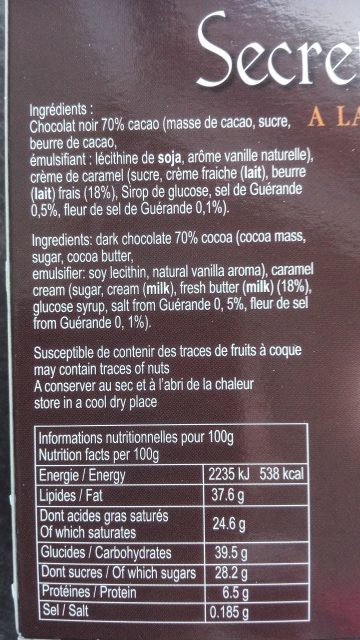 Secre
A LA
Ingrédients :
Chocolat noir 70% cacao (masse de cacao, sucre,
beurre de cacao,
émulsifiant : lécithine de soja, arôme vanille naturelle),
crème de caramel (sucre, crème fraiche (lait), beurre
(lait) frais (18%), Sirop de glucose, sel de Guérande
0,5%, fleur de sel de Guérande 0,1%).
Ingredients: dark chocolate 70% cocoa (cocoa mass,
sugar, cocoa butter,
emulsifier: soy lecithin, natural vanilla aroma), caramel
cream (sugar, cream (milk), fresh butter (milk) (18%),
glucose syrup, salt from Guérande 0, 5%, fleur de sel
from Guérande 0, 1%).
Susceptible de contenir des traces de fruits à coque
may contain traces of nuts
A conserver au sec et à l'abri de la chaleur
store in a cool dry place
Informations nutritionnelles pour 100g
Nutrition facts per 100g
Energie / Energy 2235 kJ 538 kcal
Lipides / Fat 37.6 g
Dont acides gras saturés
Of which saturates 24.6 g
Glucides / Carbohydrates 39.5 g
Dont sucres / Of which sugars 28.2 g
Protéines / Protein 6.5 g
Sel / Salt 0.185 g